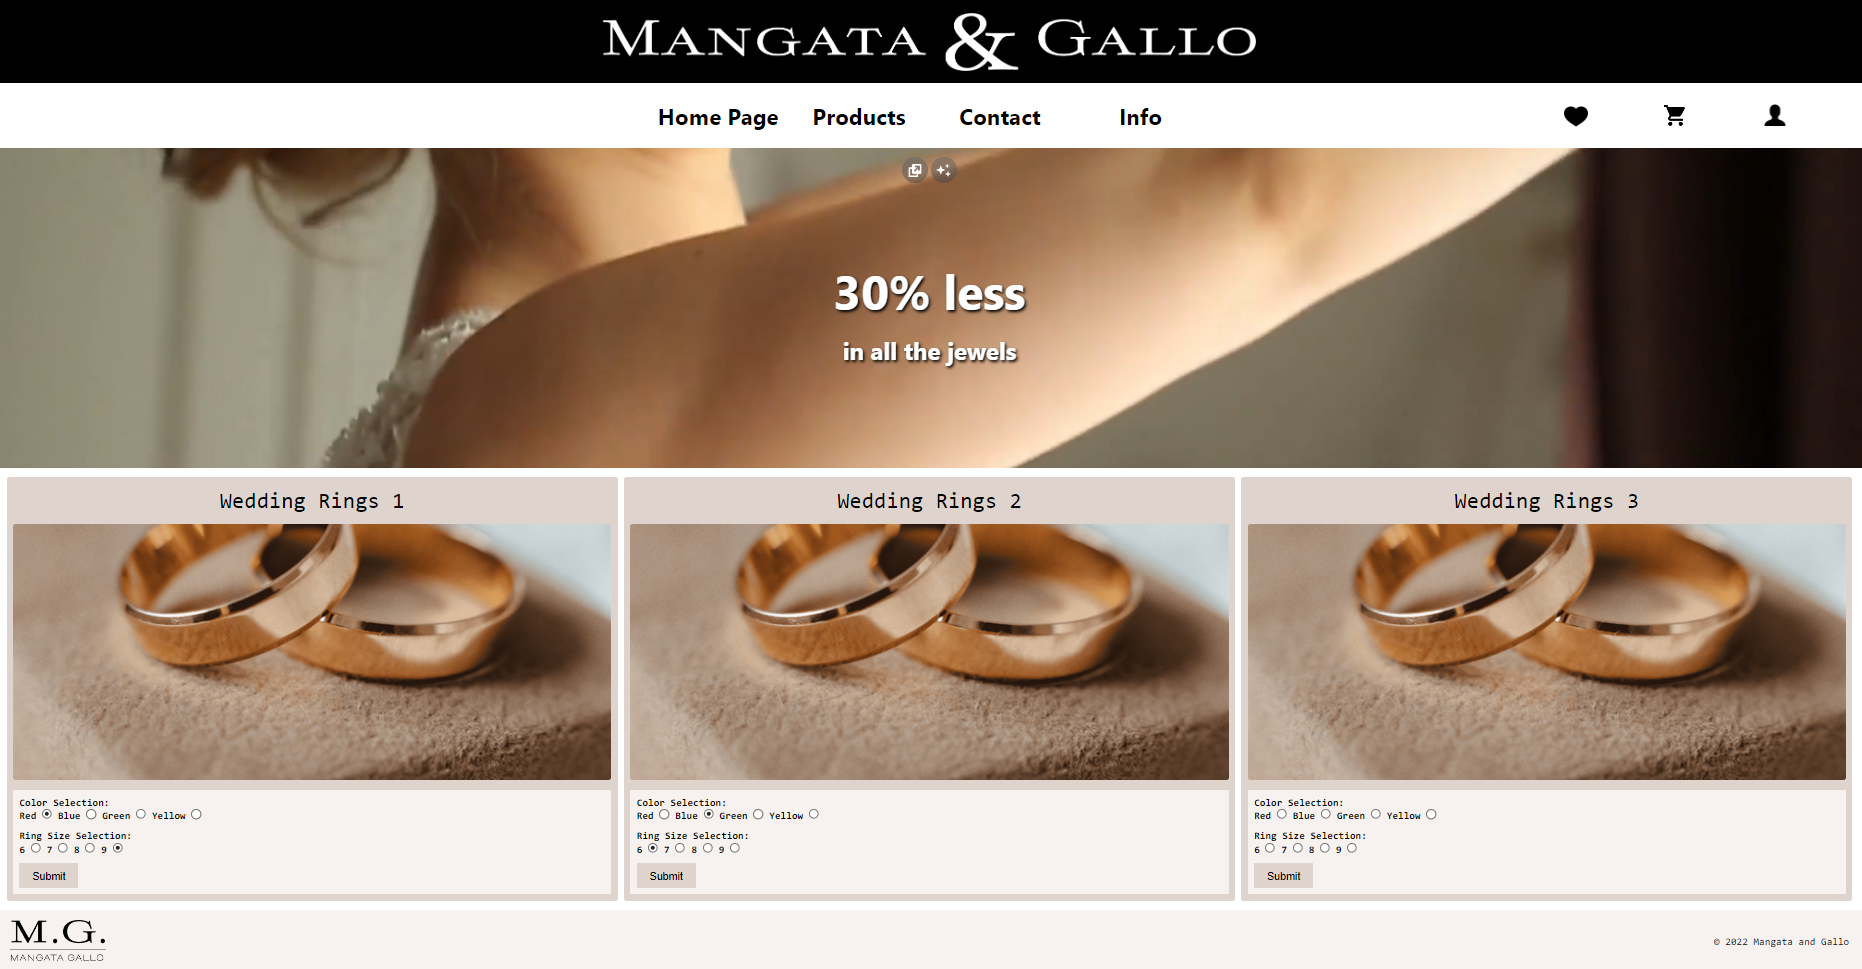 MANGATA & GALLO
Home Page Products Contact Info
30% less
in all the jewels
Wedding Rings 1
Color Selection:
Red Blue Green Yellow
Ring Size Selection:
6 7 8 9
Submit
Wedding Rings 2
Color Selection:
Red Blue Green Yellow
Ring Size Selection:
6 7 8 9
Submit
Wedding Rings 3
Color Selection:
Red Blue Green Yellow
Ring Size Selection:
6 7 8 9
Submit
M.G.
MANGATA GALLO
© 2022 Mangata and Gallo